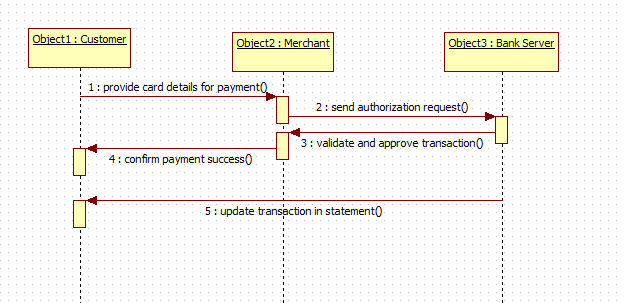 Object1 : Customer
Object2 : Merchant
Object3 : Bank Server
1 : provide card details for payment()
2 : send authorization request()
3 : validate and approve transaction()
4 : confirm payment success()
5 : update transaction in statement()